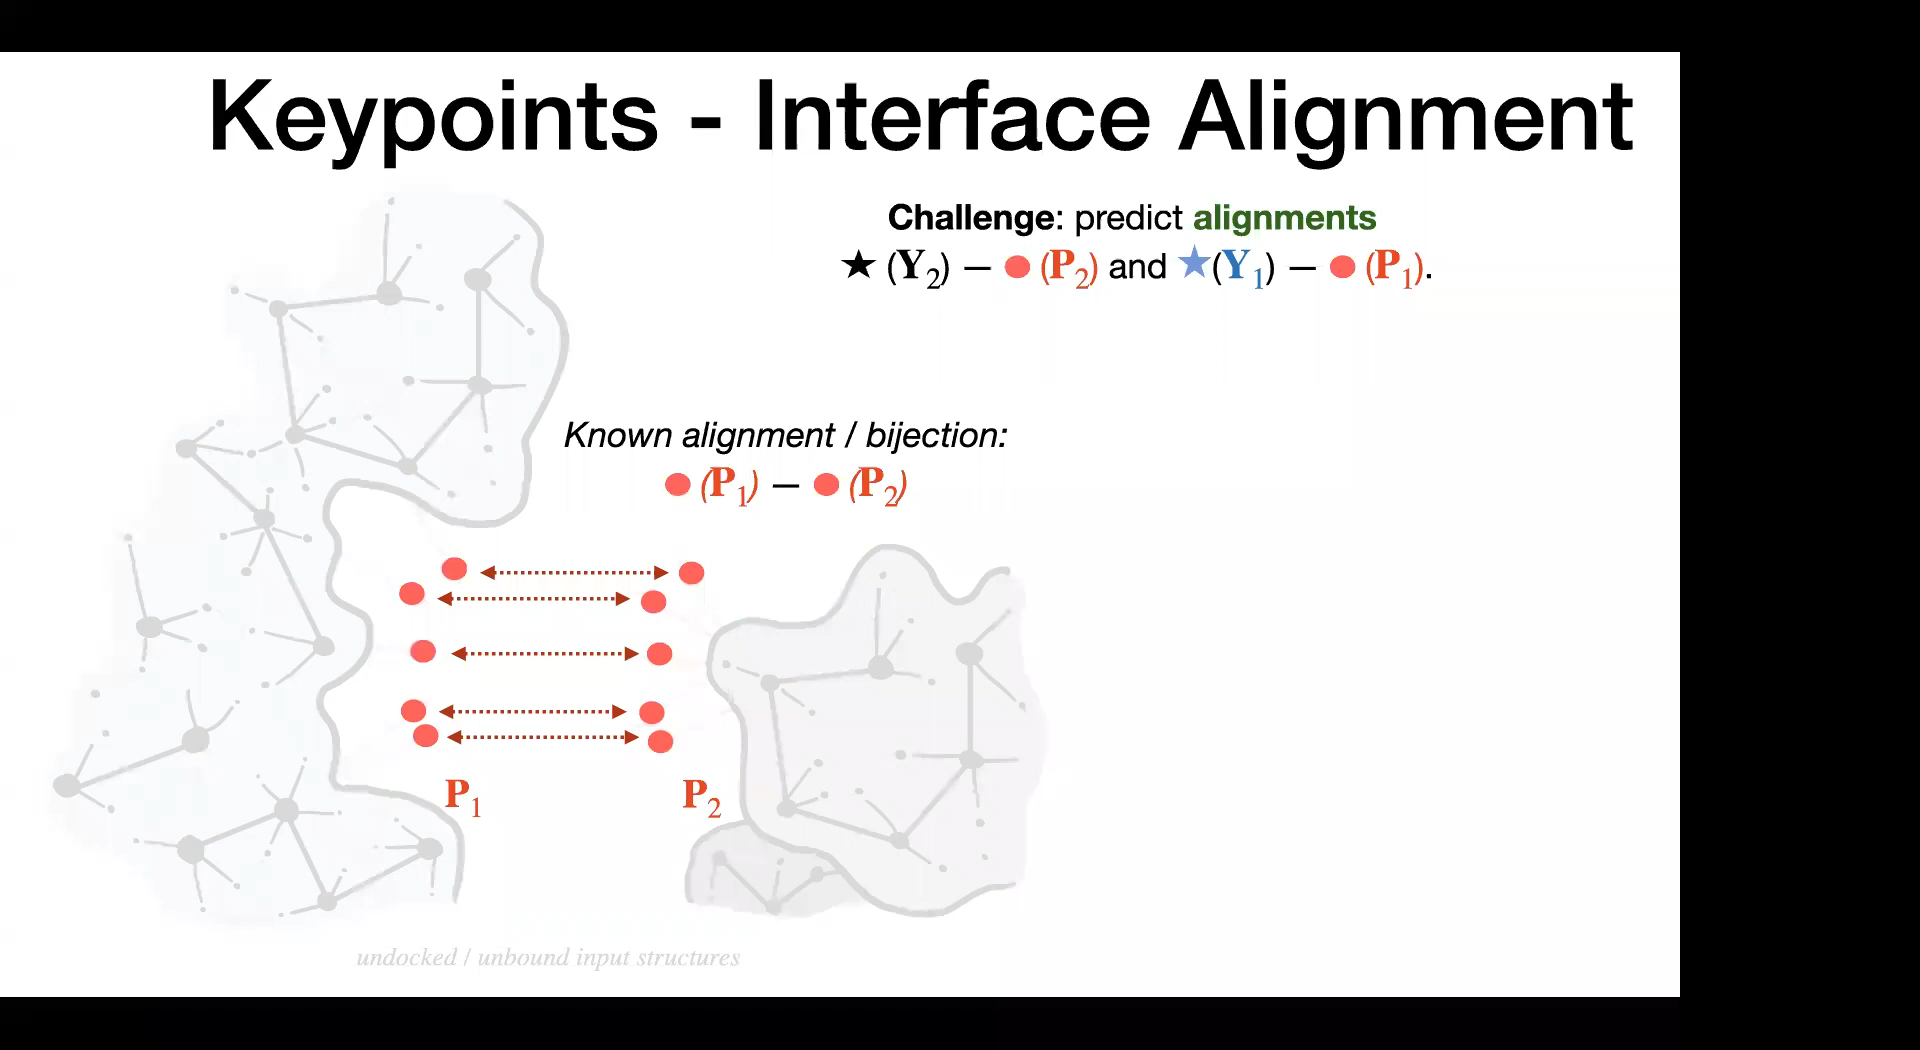 Keypoints - Interface Alignment
Challenge: predict alignments
★ (Y₂) – ● (P₂) and ★(Y₁) – ● (P₁).
Known alignment / bijection:
● (P₁) – ● (P₂)
P₁ P₂
undocked / unbound input structures